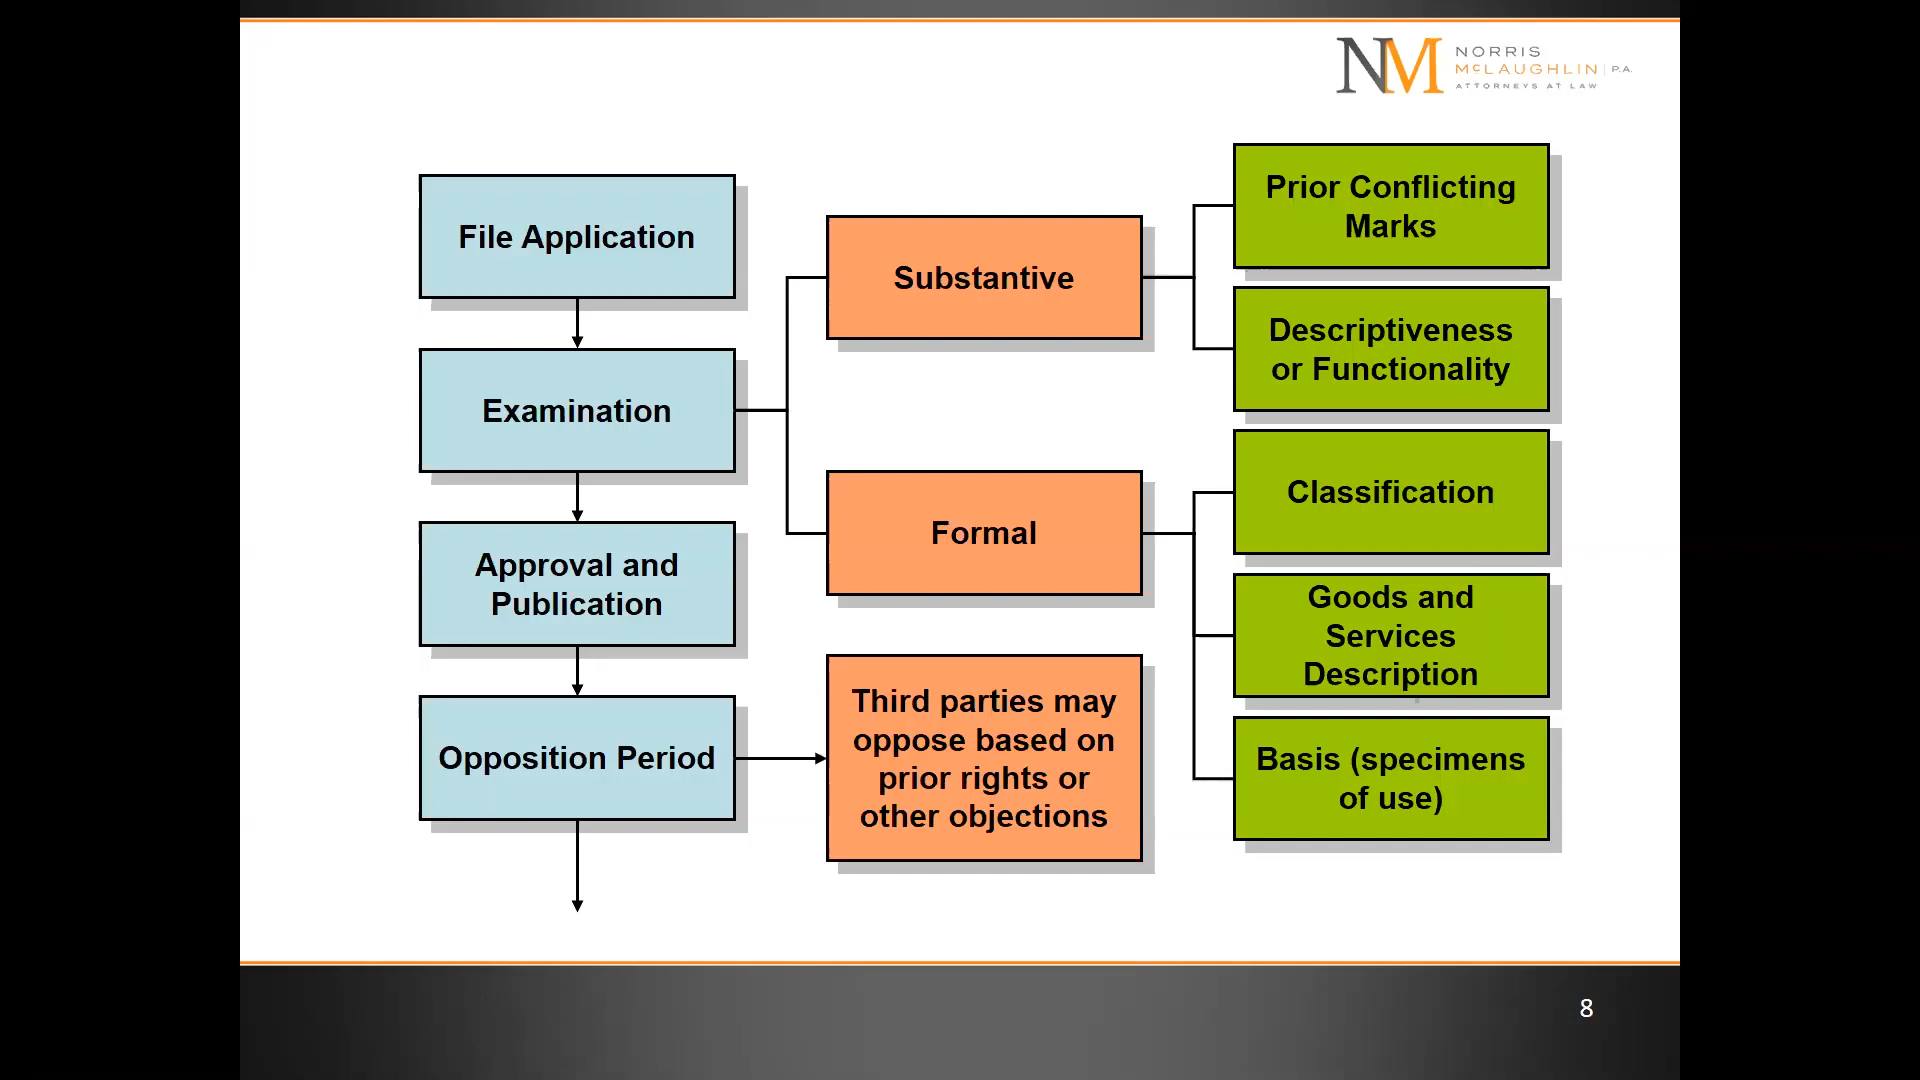 NM
NORRIS
McLAUGHLIN | P.A.
ATTORNEYS AT LAW
File Application
Examination
Approval and
Publication
Opposition Period
Substantive
Formal
Third parties may
oppose based on
prior rights or
other objections
Prior Conflicting
Marks
Descriptiveness
or Functionality
Classification
Goods and
Services
Description
Basis (specimens
of use)
8